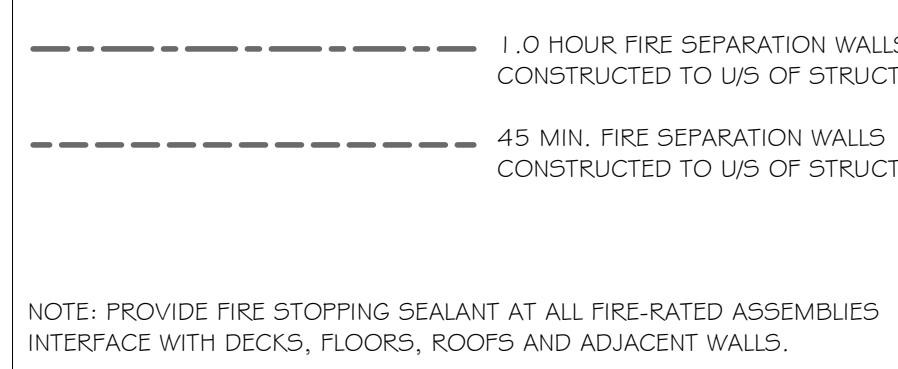 1.0 HOUR FIRE SEPARATION WALLS
CONSTRUCTED TO U/S OF STRUCT
45 MIN. FIRE SEPARATION WALLS
CONSTRUCTED TO U/S OF STRUCT
NOTE: PROVIDE FIRE STOPPING SEALANT AT ALL FIRE-RATED ASSEMBLIES
INTERFACE WITH DECKS, FLOORS, ROOFS AND ADJACENT WALLS.